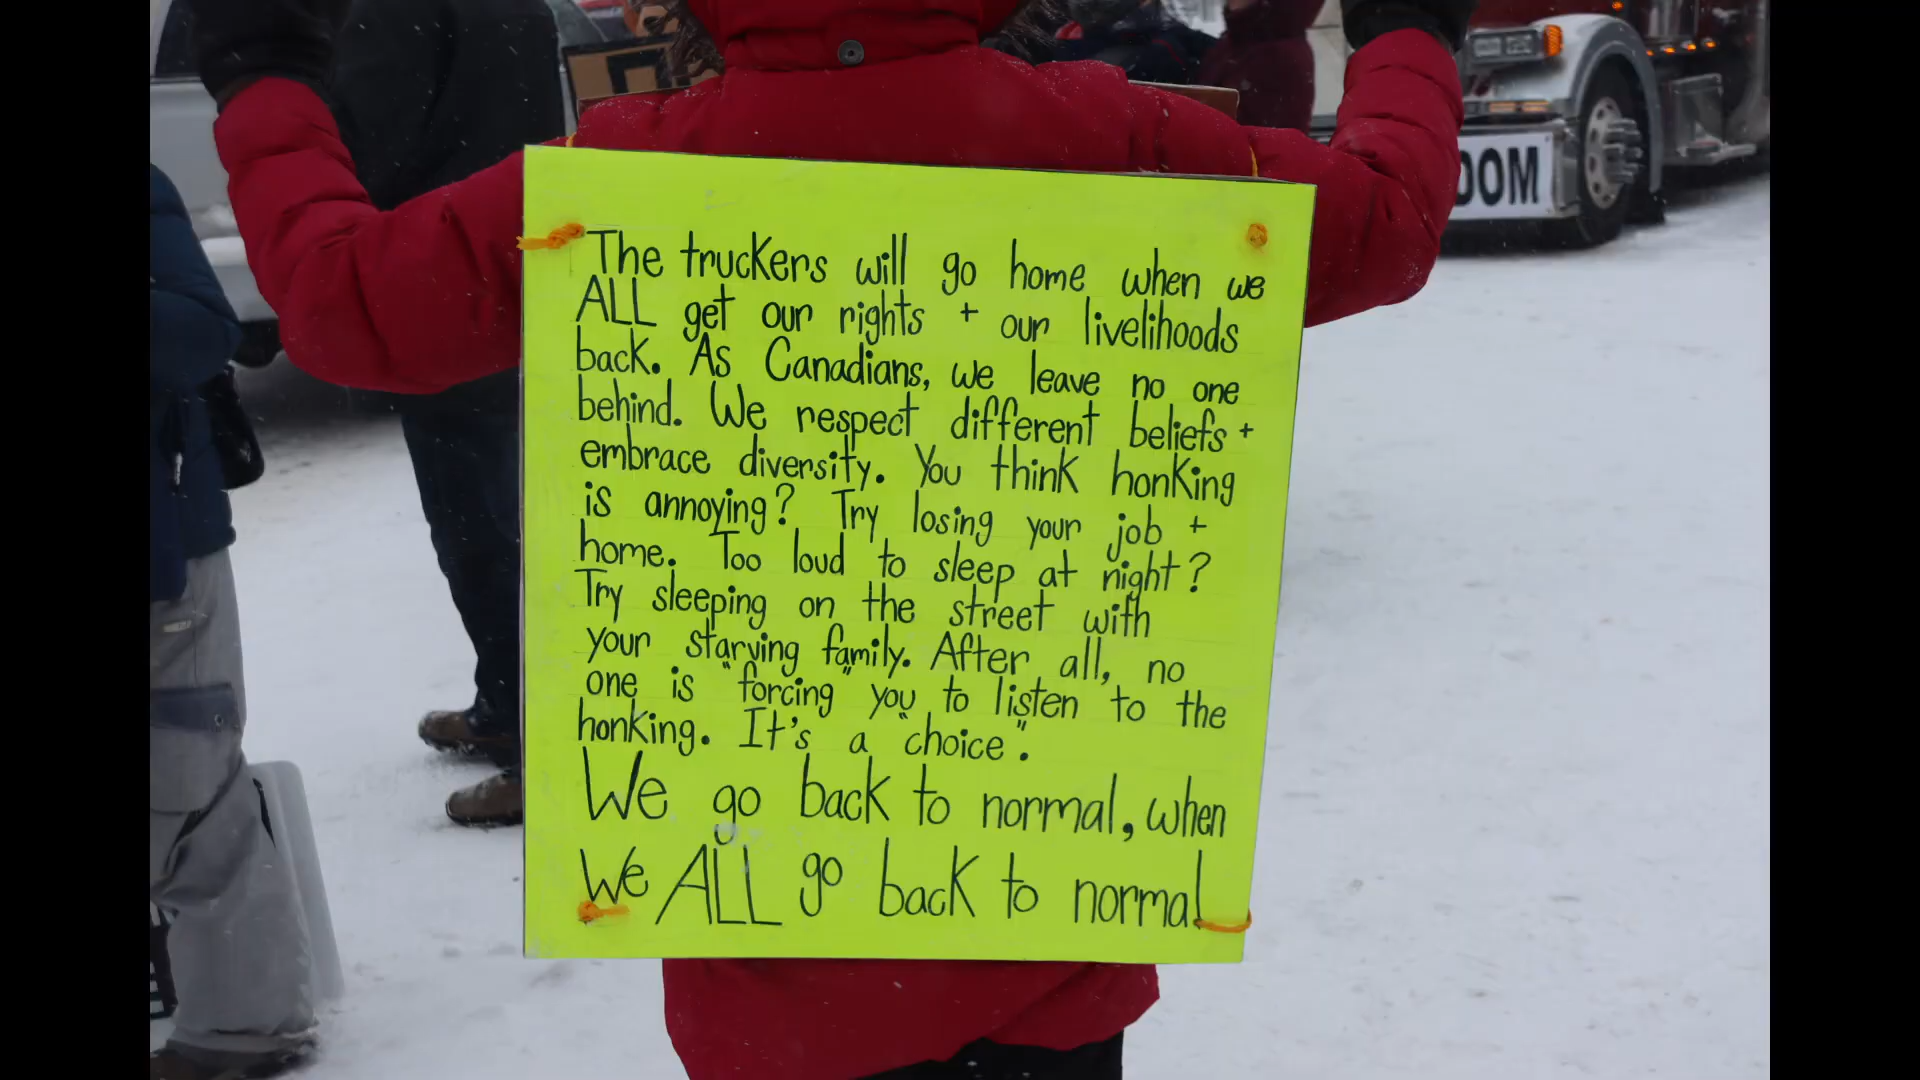 DOM
The truckers will go home when we
ALL get our rights + our livelihoods
back. As Canadians, we leave no one
behind. We respect different beliefs +
embrace diversity. You think honking
is annoying? Try losing your job +
home. Too loud to sleep at night?
Try sleeping on the street with
your starving family. After all, no
one is "forcing" you to listen to the
honking. It's a "choice".
We go back to normal, when
We ALL go back to normal